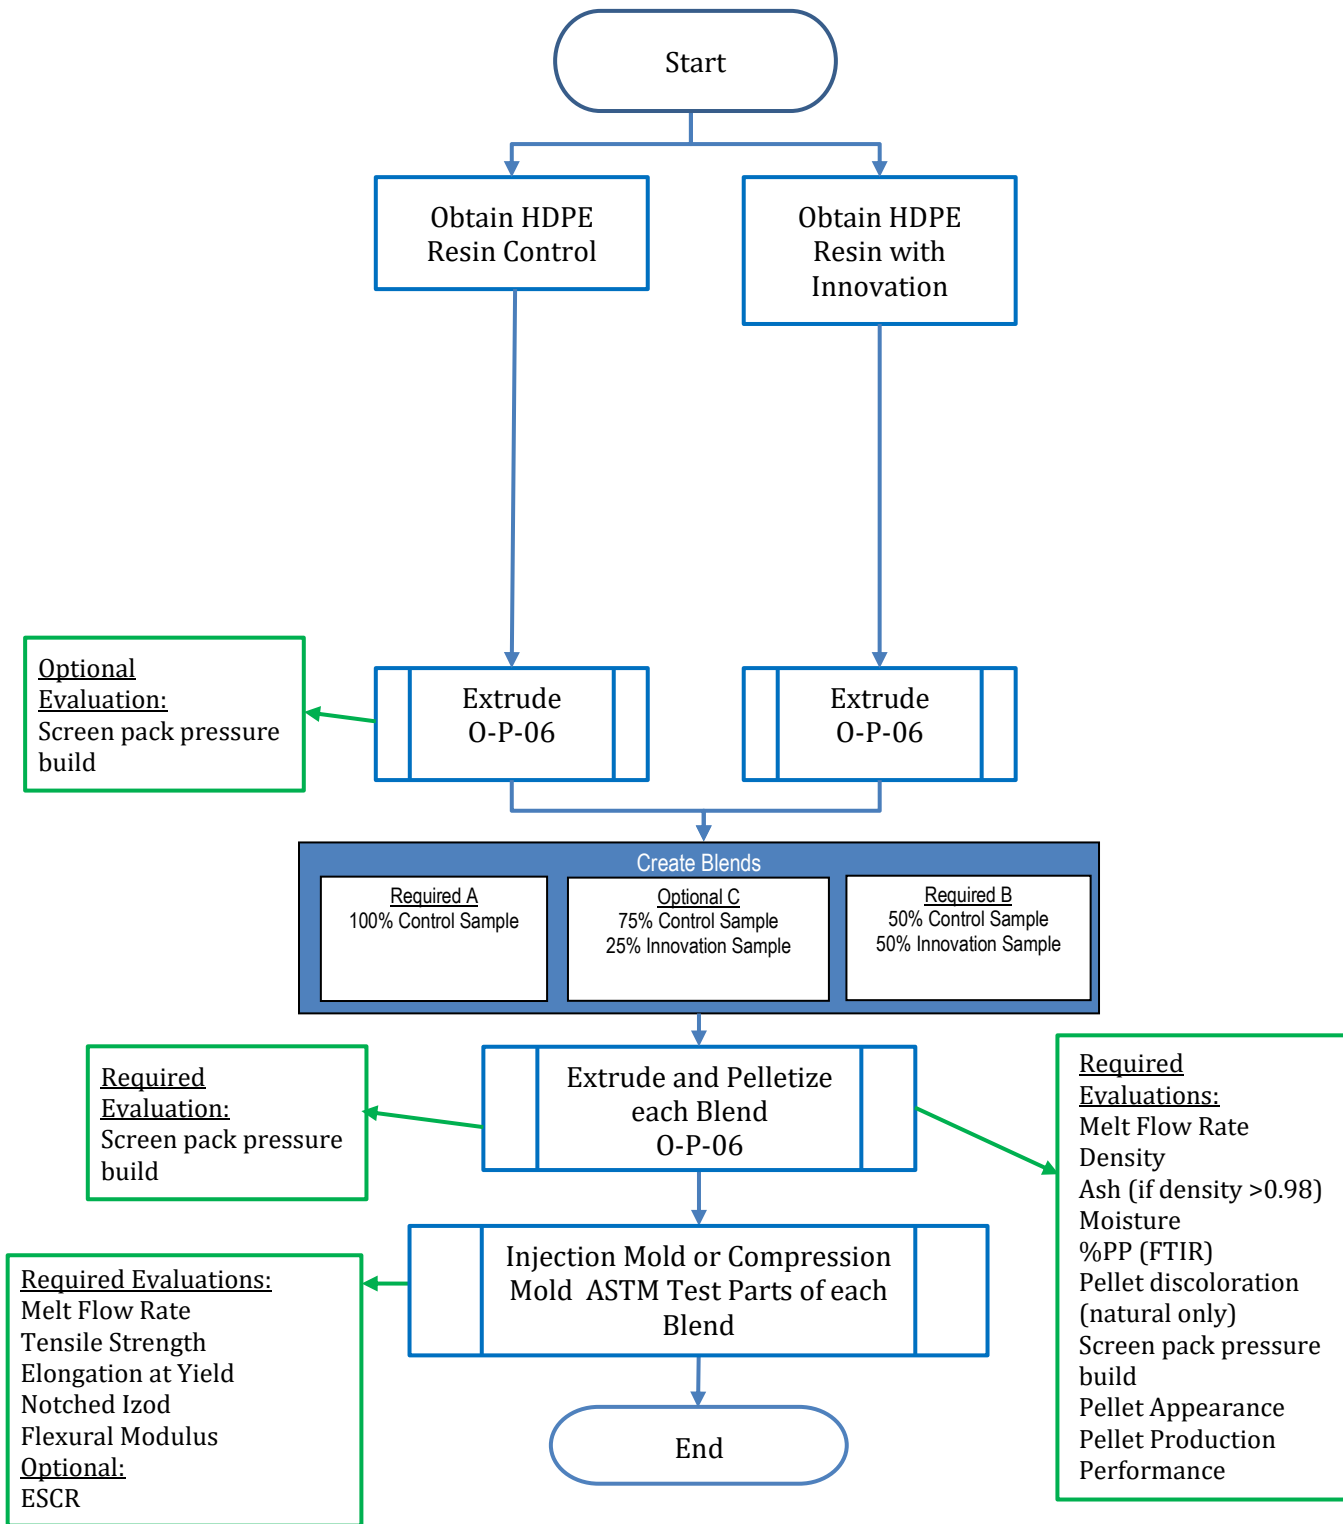 Start
Obtain HDPE
Resin Control
Obtain HDPE
Resin with
Innovation
Optional
Evaluation:
Screen pack pressure
build
Extrude
O-P-06
Extrude
O-P-06
Create Blends
Required A
100% Control Sample
Optional C
75% Control Sample
25% Innovation Sample
Required B
50% Control Sample
50% Innovation Sample
Required
Evaluation:
Screen pack pressure
build
Extrude and Pelletize
each Blend
O-P-06
Required
Evaluations:
Melt Flow Rate
Density
Ash (if density >0.98)
Moisture
%PP (FTIR)
Pellet discoloration
(natural only)
Screen pack pressure
build
Pellet Appearance
Pellet Production
Performance
Injection Mold or Compression
Mold  ASTM Test Parts of each
Blend
Required Evaluations:
Melt Flow Rate
Tensile Strength
Elongation at Yield
Notched Izod
Flexural Modulus
Optional:
ESCR
End